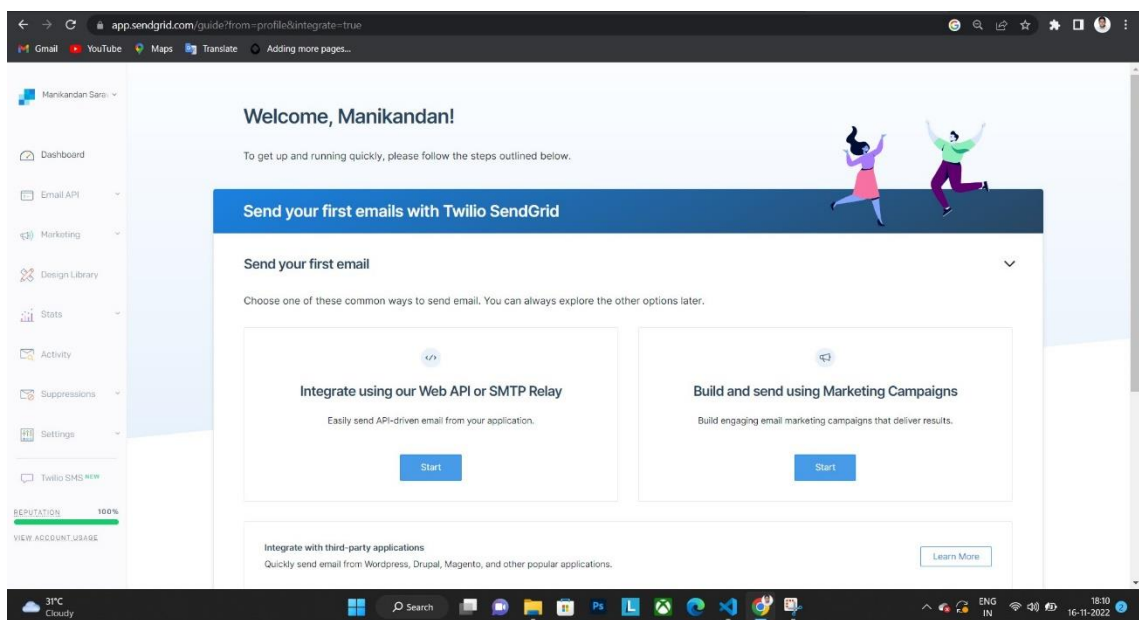 app.sendgrid.com/guide?from=profile&integrate=true
Gmail YouTube Maps Translate Adding more pages...
Manikandan Sara
Dashboard
Email API
Marketing
Design Library
Stats
Activity
Suppressions
Settings
Twilio SMS NEW
REPUTATION 100%
VIEW ACCOUNT USAGE
Welcome, Manikandan!
To get up and running quickly, please follow the steps outlined below.
Send your first emails with Twilio SendGrid
Send your first email
Choose one of these common ways to send email. You can always explore the other options later.
Integrate using our Web API or SMTP Relay
Easily send API-driven email from your application.
Start
Build and send using Marketing Campaigns
Build engaging email marketing campaigns that deliver results.
Start
Integrate with third-party applications
Quickly send email from Wordpress, Drupal, Magento, and other popular applications.
Learn More
31°C
Cloudy
Search
Ps
L
ENG
IN
18:10
16-11-2022
2